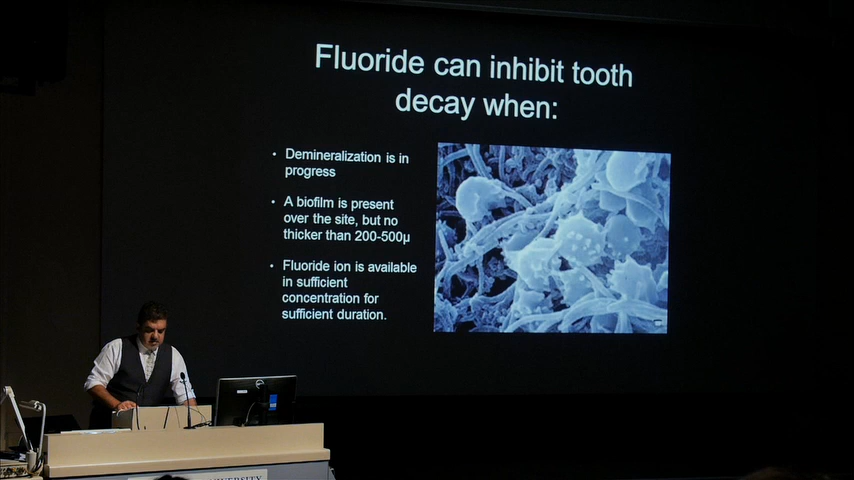 Fluoride can inhibit tooth
decay when:
• Demineralization is in
progress
• A biofilm is present
over the site, but no
thicker than 200-500µ
• Fluoride ion is available
in sufficient
concentration for
sufficient duration.